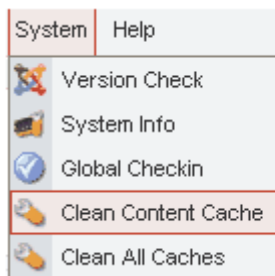 System Help
Version Check
System Info
Global Checkin
Clean Content Cache
Clean All Caches